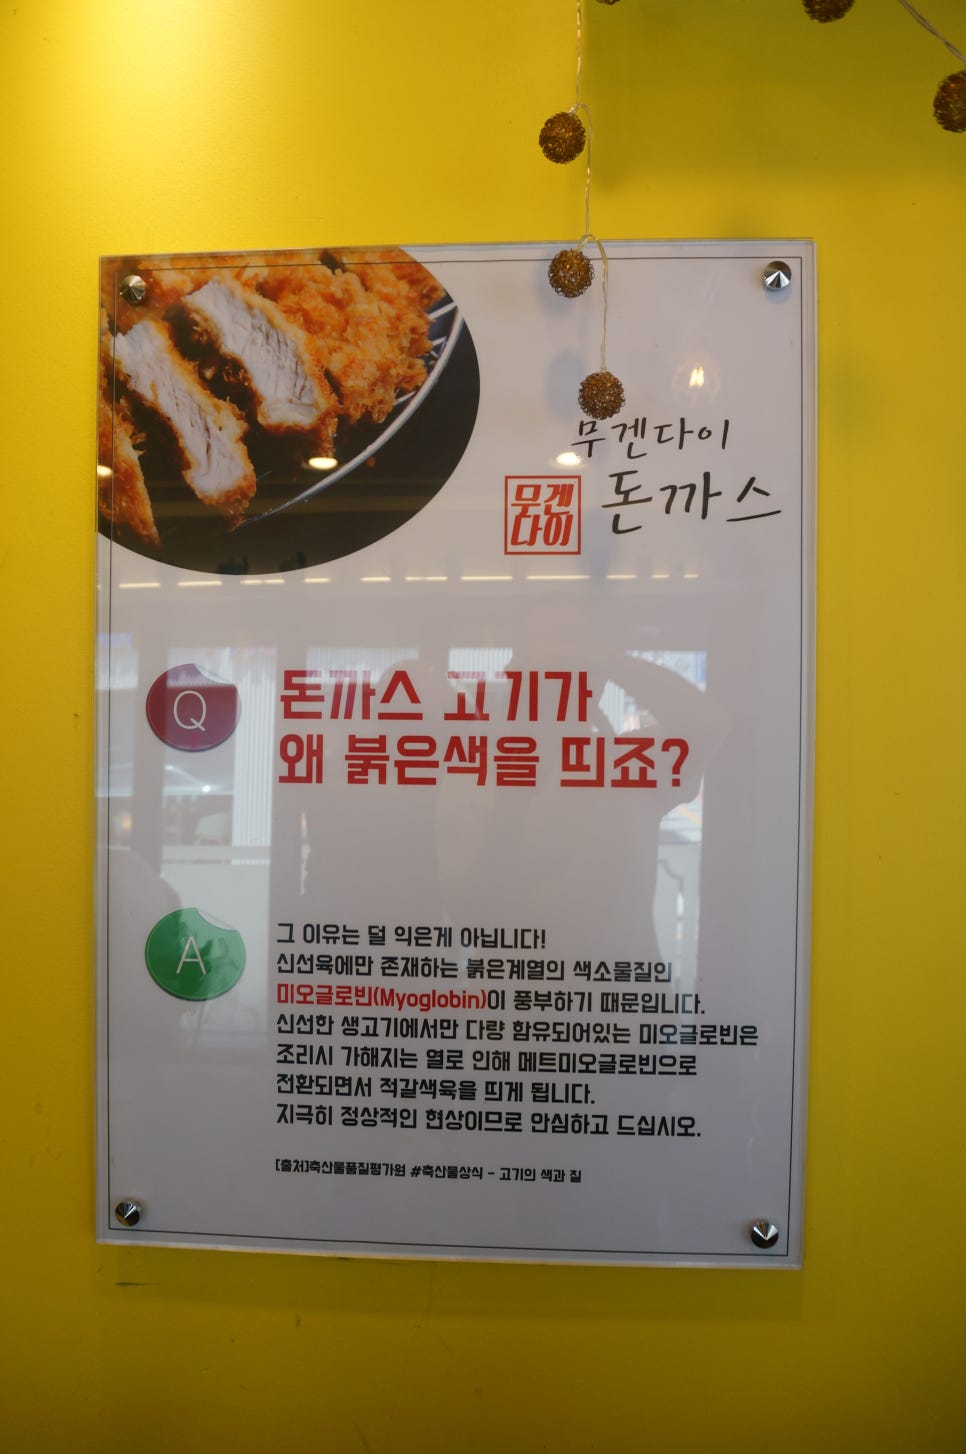 무겐다이
돈까스
무겐
다이
Q
돈까스 고기가
왜 붉은색을 띄죠?
A
그 이유는 덜 익은게 아닙니다!
신선육에만 존재하는 붉은계열의 색소물질인
미오글로빈(Myoglobin)이 풍부하기 때문입니다.
신선한 생고기에서만 다량 함유되어있는 미오글로빈은
조리시 가해지는 열로 인해 메트미오글로빈으로
전환되면서 적갈색육을 띄게 됩니다.
지극히 정상적인 현상이므로 안심하고 드십시오.
[출처]축산물품질평가원 #축산물상식 - 고기의 색과 질